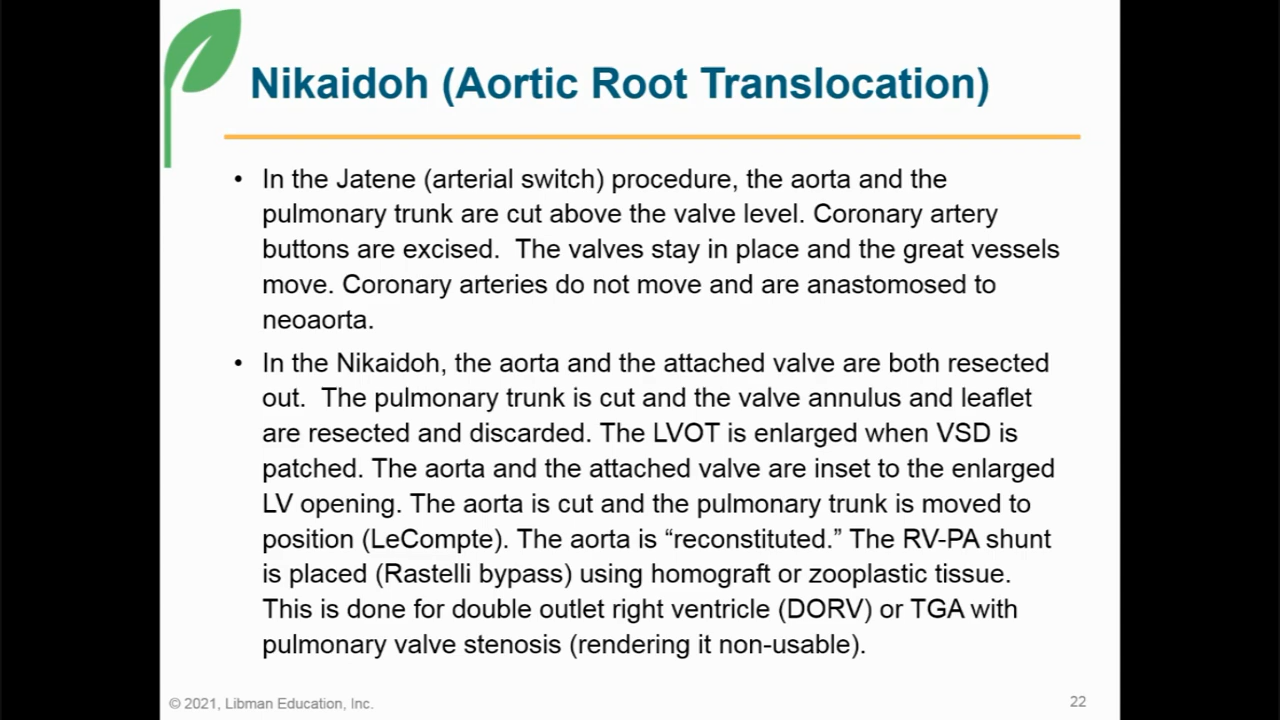 Nikaidoh (Aortic Root Translocation)
• In the Jatene (arterial switch) procedure, the aorta and the
pulmonary trunk are cut above the valve level. Coronary artery
buttons are excised.  The valves stay in place and the great vessels
move. Coronary arteries do not move and are anastomosed to
neoaorta.
• In the Nikaidoh, the aorta and the attached valve are both resected
out.  The pulmonary trunk is cut and the valve annulus and leaflet
are resected and discarded. The LVOT is enlarged when VSD is
patched. The aorta and the attached valve are inset to the enlarged
LV opening. The aorta is cut and the pulmonary trunk is moved to
position (LeCompte). The aorta is “reconstituted.” The RV-PA shunt
is placed (Rastelli bypass) using homograft or zooplastic tissue.
This is done for double outlet right ventricle (DORV) or TGA with
pulmonary valve stenosis (rendering it non-usable).
© 2021, Libman Education, Inc.
22